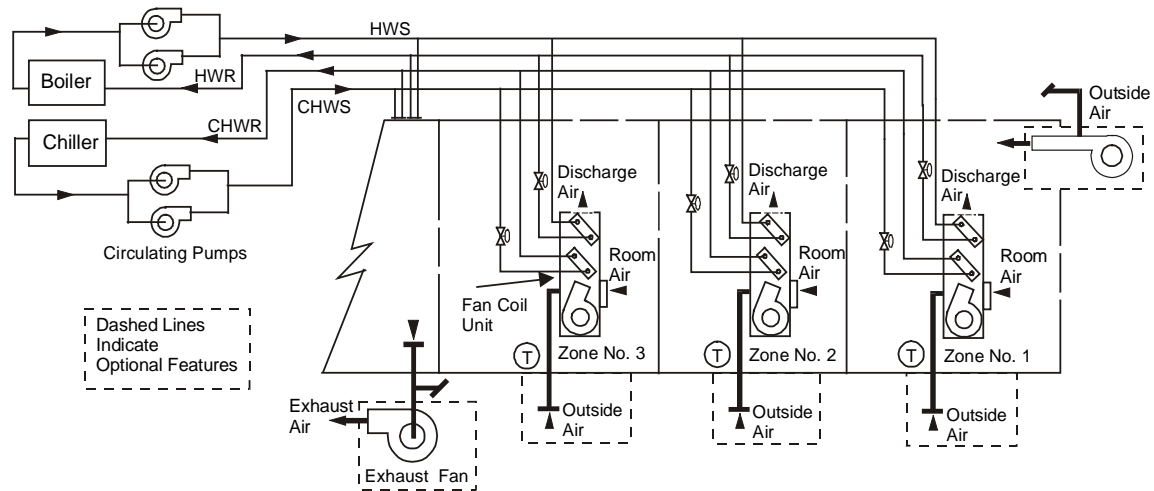 HWS
HWR
Boiler
CHWS
CHWR
Chiller
Circulating Pumps
Outside
Air
Discharge
Air
Discharge
Air
Discharge
Air
Room
Air
Room
Air
Room
Air
Fan Coil
Unit
Dashed Lines
Indicate
Optional Features
T
Zone No. 3
T
Zone No. 2
T
Zone No. 1
Exhaust
Air
Exhaust Fan
Outside
Air
Outside
Air
Outside
Air